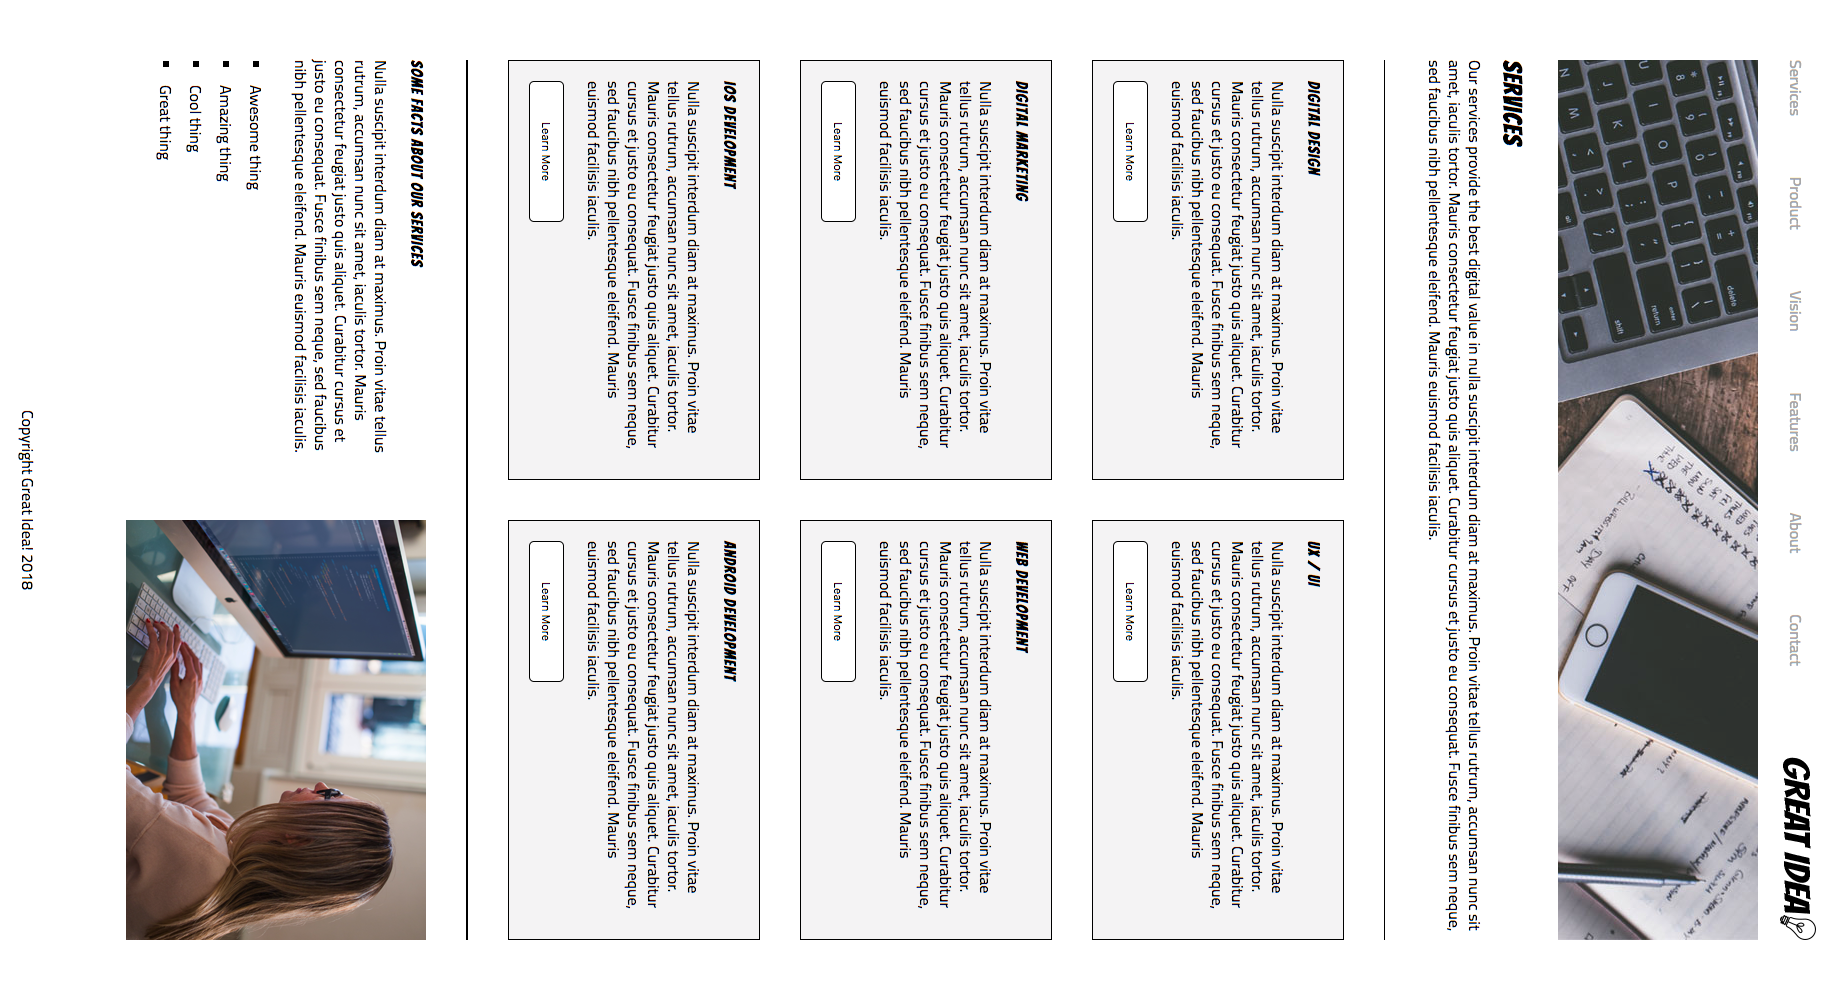 Services Product Vision Features About Contact GREAT IDEA
SERVICES
Our services provide the best digital value in nulla suscipit interdum diam at maximus. Proin vitae tellus rutrum, accumsan nunc sit
amet, iaculis tortor. Mauris consectetur feugiat justo quis aliquet. Curabitur cursus et justo eu consequat. Fusce finibus sem neque,
sed faucibus nibh pellentesque eleifend. Mauris euismod facilisis iaculis.
DIGITAL DESIGN
Nulla suscipit interdum diam at maximus. Proin vitae
tellus rutrum, accumsan nunc sit amet, iaculis tortor.
Mauris consectetur feugiat justo quis aliquet. Curabitur
cursus et justo eu consequat. Fusce finibus sem neque,
sed faucibus nibh pellentesque eleifend. Mauris
euismod facilisis iaculis.
Learn More
UX / UI
Nulla suscipit interdum diam at maximus. Proin vitae
tellus rutrum, accumsan nunc sit amet, iaculis tortor.
Mauris consectetur feugiat justo quis aliquet. Curabitur
cursus et justo eu consequat. Fusce finibus sem neque,
sed faucibus nibh pellentesque eleifend. Mauris
euismod facilisis iaculis.
Learn More
DIGITAL MARKETING
Nulla suscipit interdum diam at maximus. Proin vitae
tellus rutrum, accumsan nunc sit amet, iaculis tortor.
Mauris consectetur feugiat justo quis aliquet. Curabitur
cursus et justo eu consequat. Fusce finibus sem neque,
sed faucibus nibh pellentesque eleifend. Mauris
euismod facilisis iaculis.
Learn More
WEB DEVELOPMENT
Nulla suscipit interdum diam at maximus. Proin vitae
tellus rutrum, accumsan nunc sit amet, iaculis tortor.
Mauris consectetur feugiat justo quis aliquet. Curabitur
cursus et justo eu consequat. Fusce finibus sem neque,
sed faucibus nibh pellentesque eleifend. Mauris
euismod facilisis iaculis.
Learn More
IOS DEVELOPMENT
Nulla suscipit interdum diam at maximus. Proin vitae
tellus rutrum, accumsan nunc sit amet, iaculis tortor.
Mauris consectetur feugiat justo quis aliquet. Curabitur
cursus et justo eu consequat. Fusce finibus sem neque,
sed faucibus nibh pellentesque eleifend. Mauris
euismod facilisis iaculis.
Learn More
ANDROID DEVELOPMENT
Nulla suscipit interdum diam at maximus. Proin vitae
tellus rutrum, accumsan nunc sit amet, iaculis tortor.
Mauris consectetur feugiat justo quis aliquet. Curabitur
cursus et justo eu consequat. Fusce finibus sem neque,
sed faucibus nibh pellentesque eleifend. Mauris
euismod facilisis iaculis.
Learn More
SOME FACTS ABOUT OUR SERVICES
Nulla suscipit interdum diam at maximus. Proin vitae tellus
rutrum, accumsan nunc sit amet, iaculis tortor. Mauris
consectetur feugiat justo quis aliquet. Curabitur cursus et
justo eu consequat. Fusce finibus sem neque, sed faucibus
nibh pellentesque eleifend. Mauris euismod facilisis iaculis.
Awesome thing
Amazing thing
Cool thing
Great thing
Copyright Great Idea! 2018